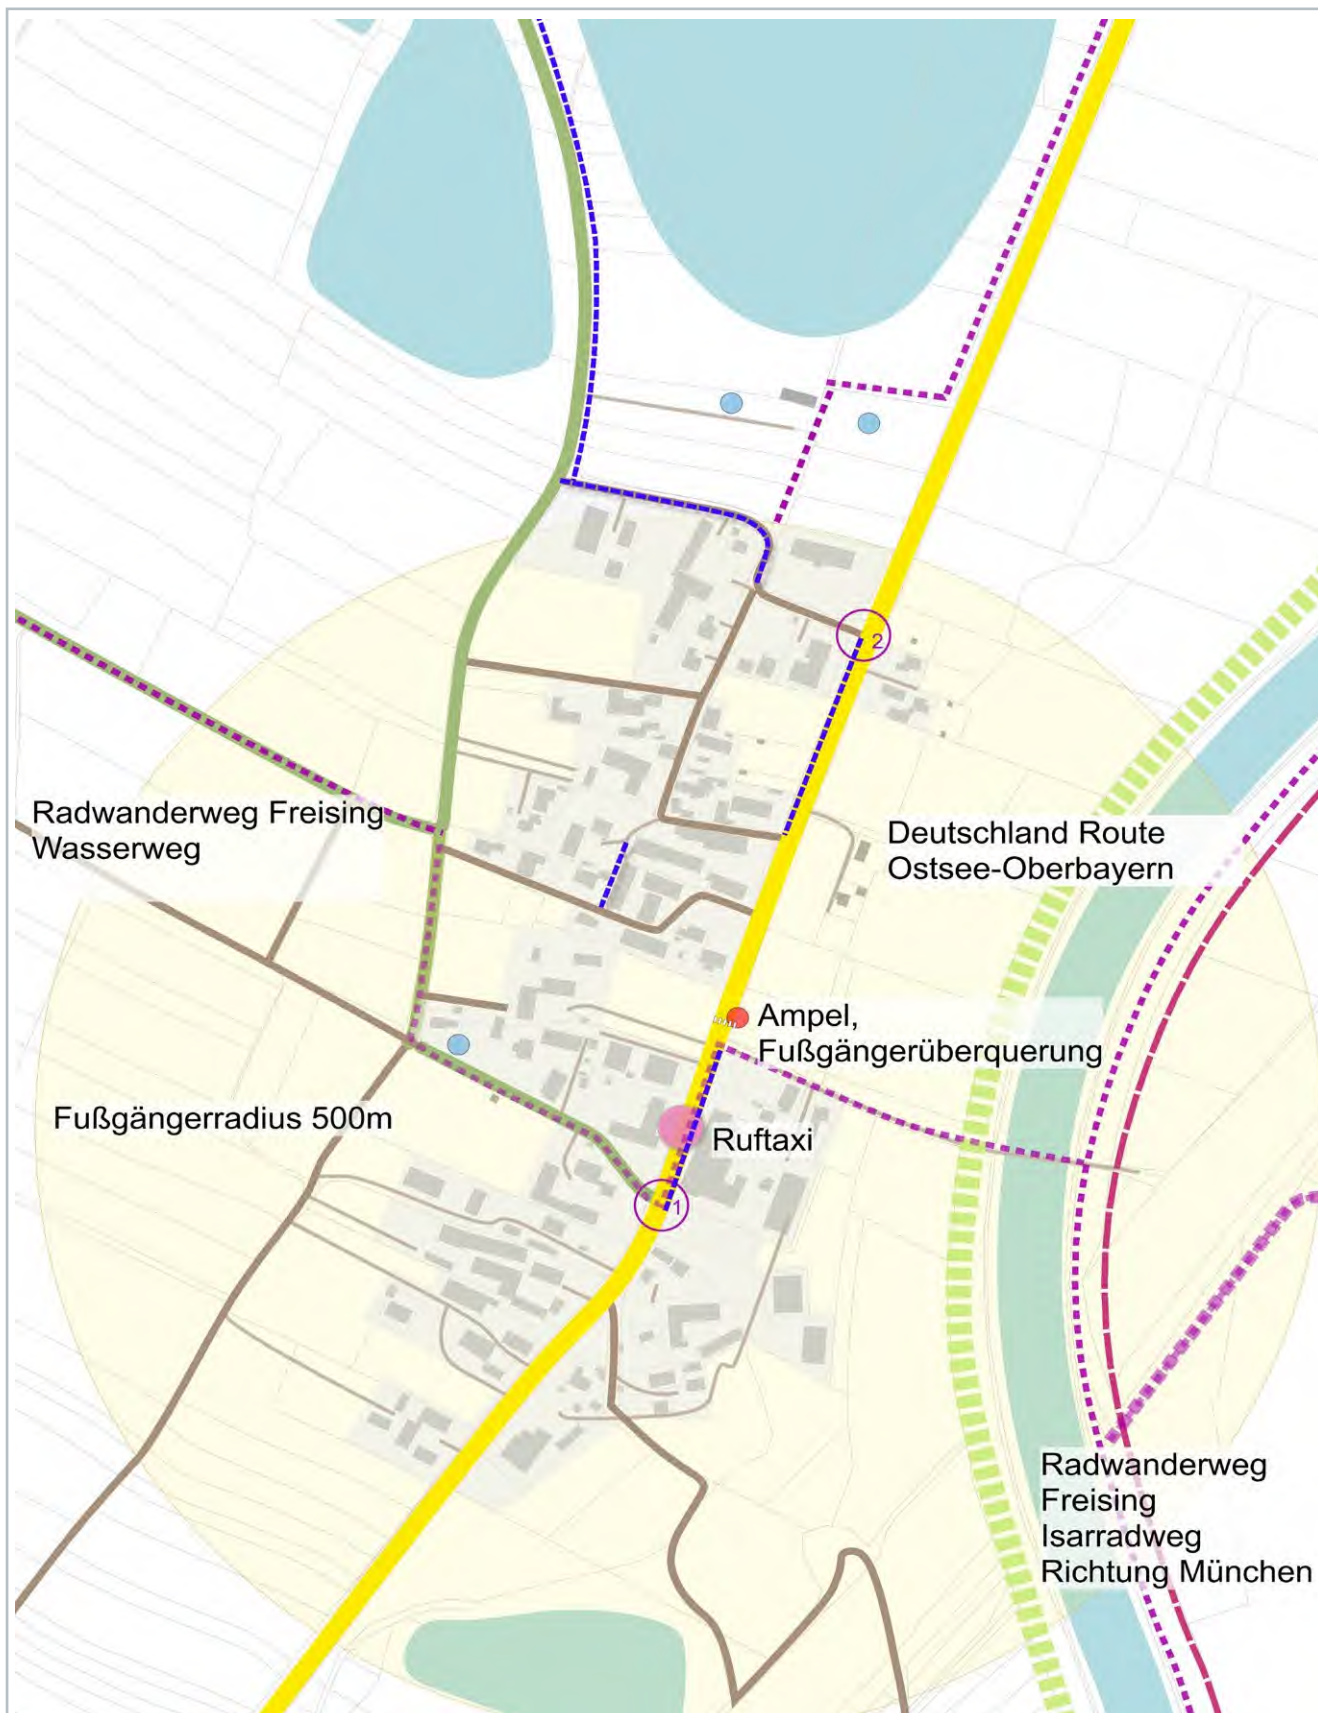 2
Radwanderweg Freising
Wasserweg
Deutschland Route
Ostsee-Oberbayern
Ampel,
Fußgängerüberquerung
Fußgängerradius 500m
Ruftaxi
1
Radwanderweg
Freising
Isarradweg
Richtung München